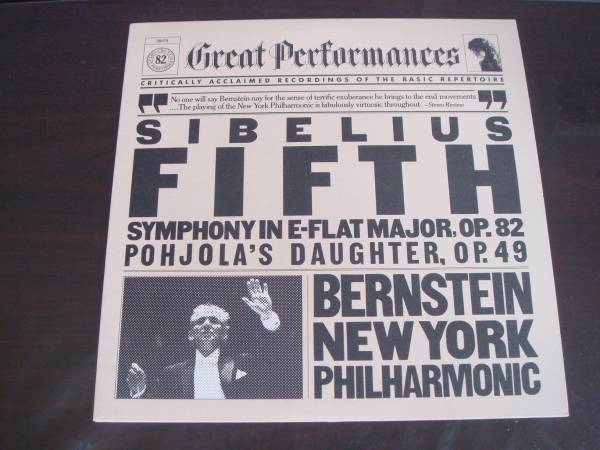 82
Great Performances
CRITICALLY ACCLAIMED RECORDINGS OF THE BASIC REPERTOIRE
"No one will say Bernstein nay for the sense of terrific exuberance he brings to the end movements
....The playing of the New York Philharmonic is fabulously virtuosic throughout. –Stereo Review"
SIBELIUS
FIFTH
SYMPHONY IN E-FLAT MAJOR, OP. 82
POHJOLA'S DAUGHTER, OP. 49
BERNSTEIN
NEW YORK
PHILHARMONIC